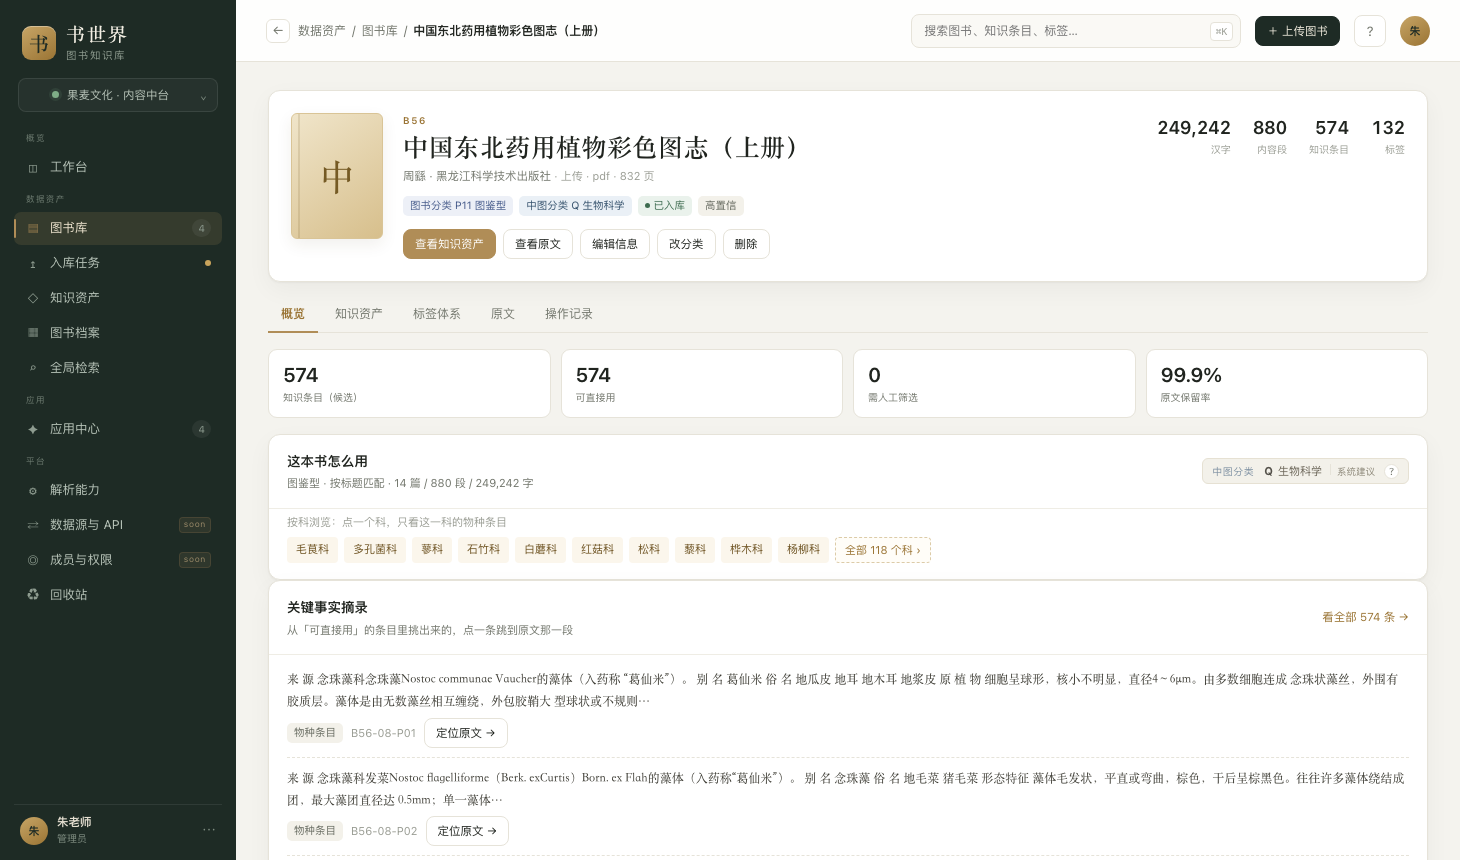 书
书世界
图书知识库
果麦文化 · 内容中台
概览
工作台
数据资产
图书库 4
入库任务
知识资产
图书档案
全局检索
应用
应用中心 4
平台
解析能力
数据源与 API soon
成员与权限 soon
回收站
朱
朱老师
管理员
← 数据资产 / 图书库 / 中国东北药用植物彩色图志（上册）
搜索图书、知识条目、标签… ⌘K
+ 上传图书
?
朱
中
B56
中国东北药用植物彩色图志（上册）
周繇 · 黑龙江科学技术出版社 · 上传 · pdf · 832 页
图书分类 P11 图鉴型 中图分类 Q 生物科学 已入库 高置信
查看知识资产 查看原文 编辑信息 改分类 删除
249,242 880 574 132
汉字 内容段 知识条目 标签
概览 知识资产 标签体系 原文 操作记录
574
知识条目（候选）
574
可直接用
0
需人工筛选
99.9%
原文保留率
这本书怎么用
图鉴型 · 按标题匹配 · 14 篇 / 880 段 / 249,242 字
中图分类 Q 生物科学 系统建议 ?
按科浏览：点一个科，只看这一科的物种条目
毛茛科 多孔菌科 蓼科 石竹科 白蘑科 红菇科 松科 藜科 桦木科 杨柳科 全部 118 个科 ›
关键事实摘录
从「可直接用」的条目里挑出来的，点一条跳到原文那一段
看全部 574 条 →
来 源 念珠藻科念珠藻Nostoc communae Vaucher的藻体（入药称 “葛仙米”）。 别 名 葛仙米 俗 名 地瓜皮 地耳 地木耳 地浆皮 原 植 物 细胞呈球形，核小不明显，直径4 ~ 6μm。由多数细胞连成 念珠状藻丝，外围有
胶质层。藻体是由无数藻丝相互缠绕，外包胶鞘大 型球状或不规则…
物种条目 B56-08-P01 定位原文 →
来 源 念珠藻科发菜Nostoc flagelliforme（Berk. exCurtis）Born. ex Flah的藻体（入药称“葛仙米”）。 别 名 念珠藻 俗 名 地毛菜 猪毛菜 形态特征 藻体毛发状，平直或弯曲，棕色，干后呈棕黑色。往往许多藻体绕结成
团，最大藻团直径达 0.5mm；单一藻体…
物种条目 B56-08-P02 定位原文 →